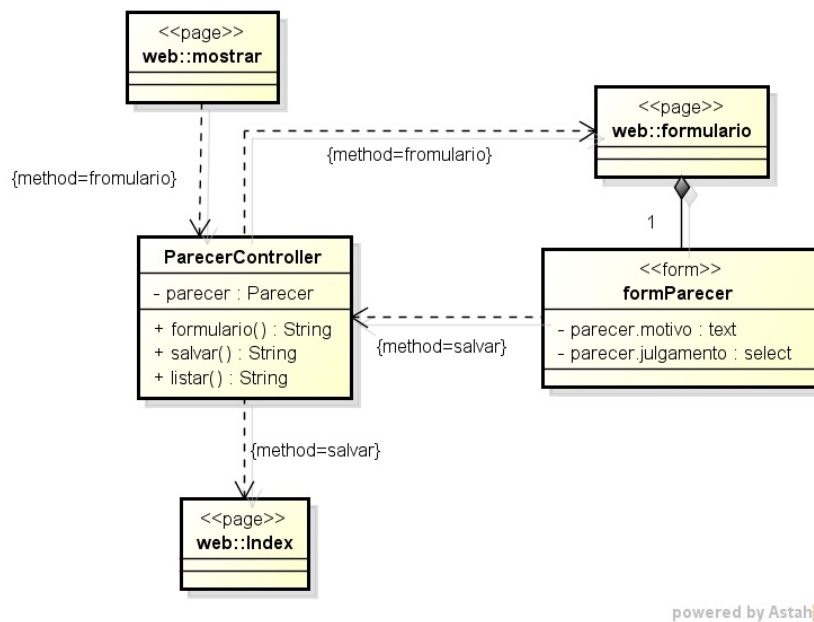 <<page>>
web::mostrar
<<page>>
web::formulario
{method=fromulario}
{method=fromulario}
1
ParecerController
- parecer : Parecer
+ formulario() : String
+ salvar() : String
+ listar() : String
<<form>>
formParecer
- parecer.motivo : text
- parecer.julgamento : select
{method=salvar}
{method=salvar}
<<page>>
web::Index
powered by Astah